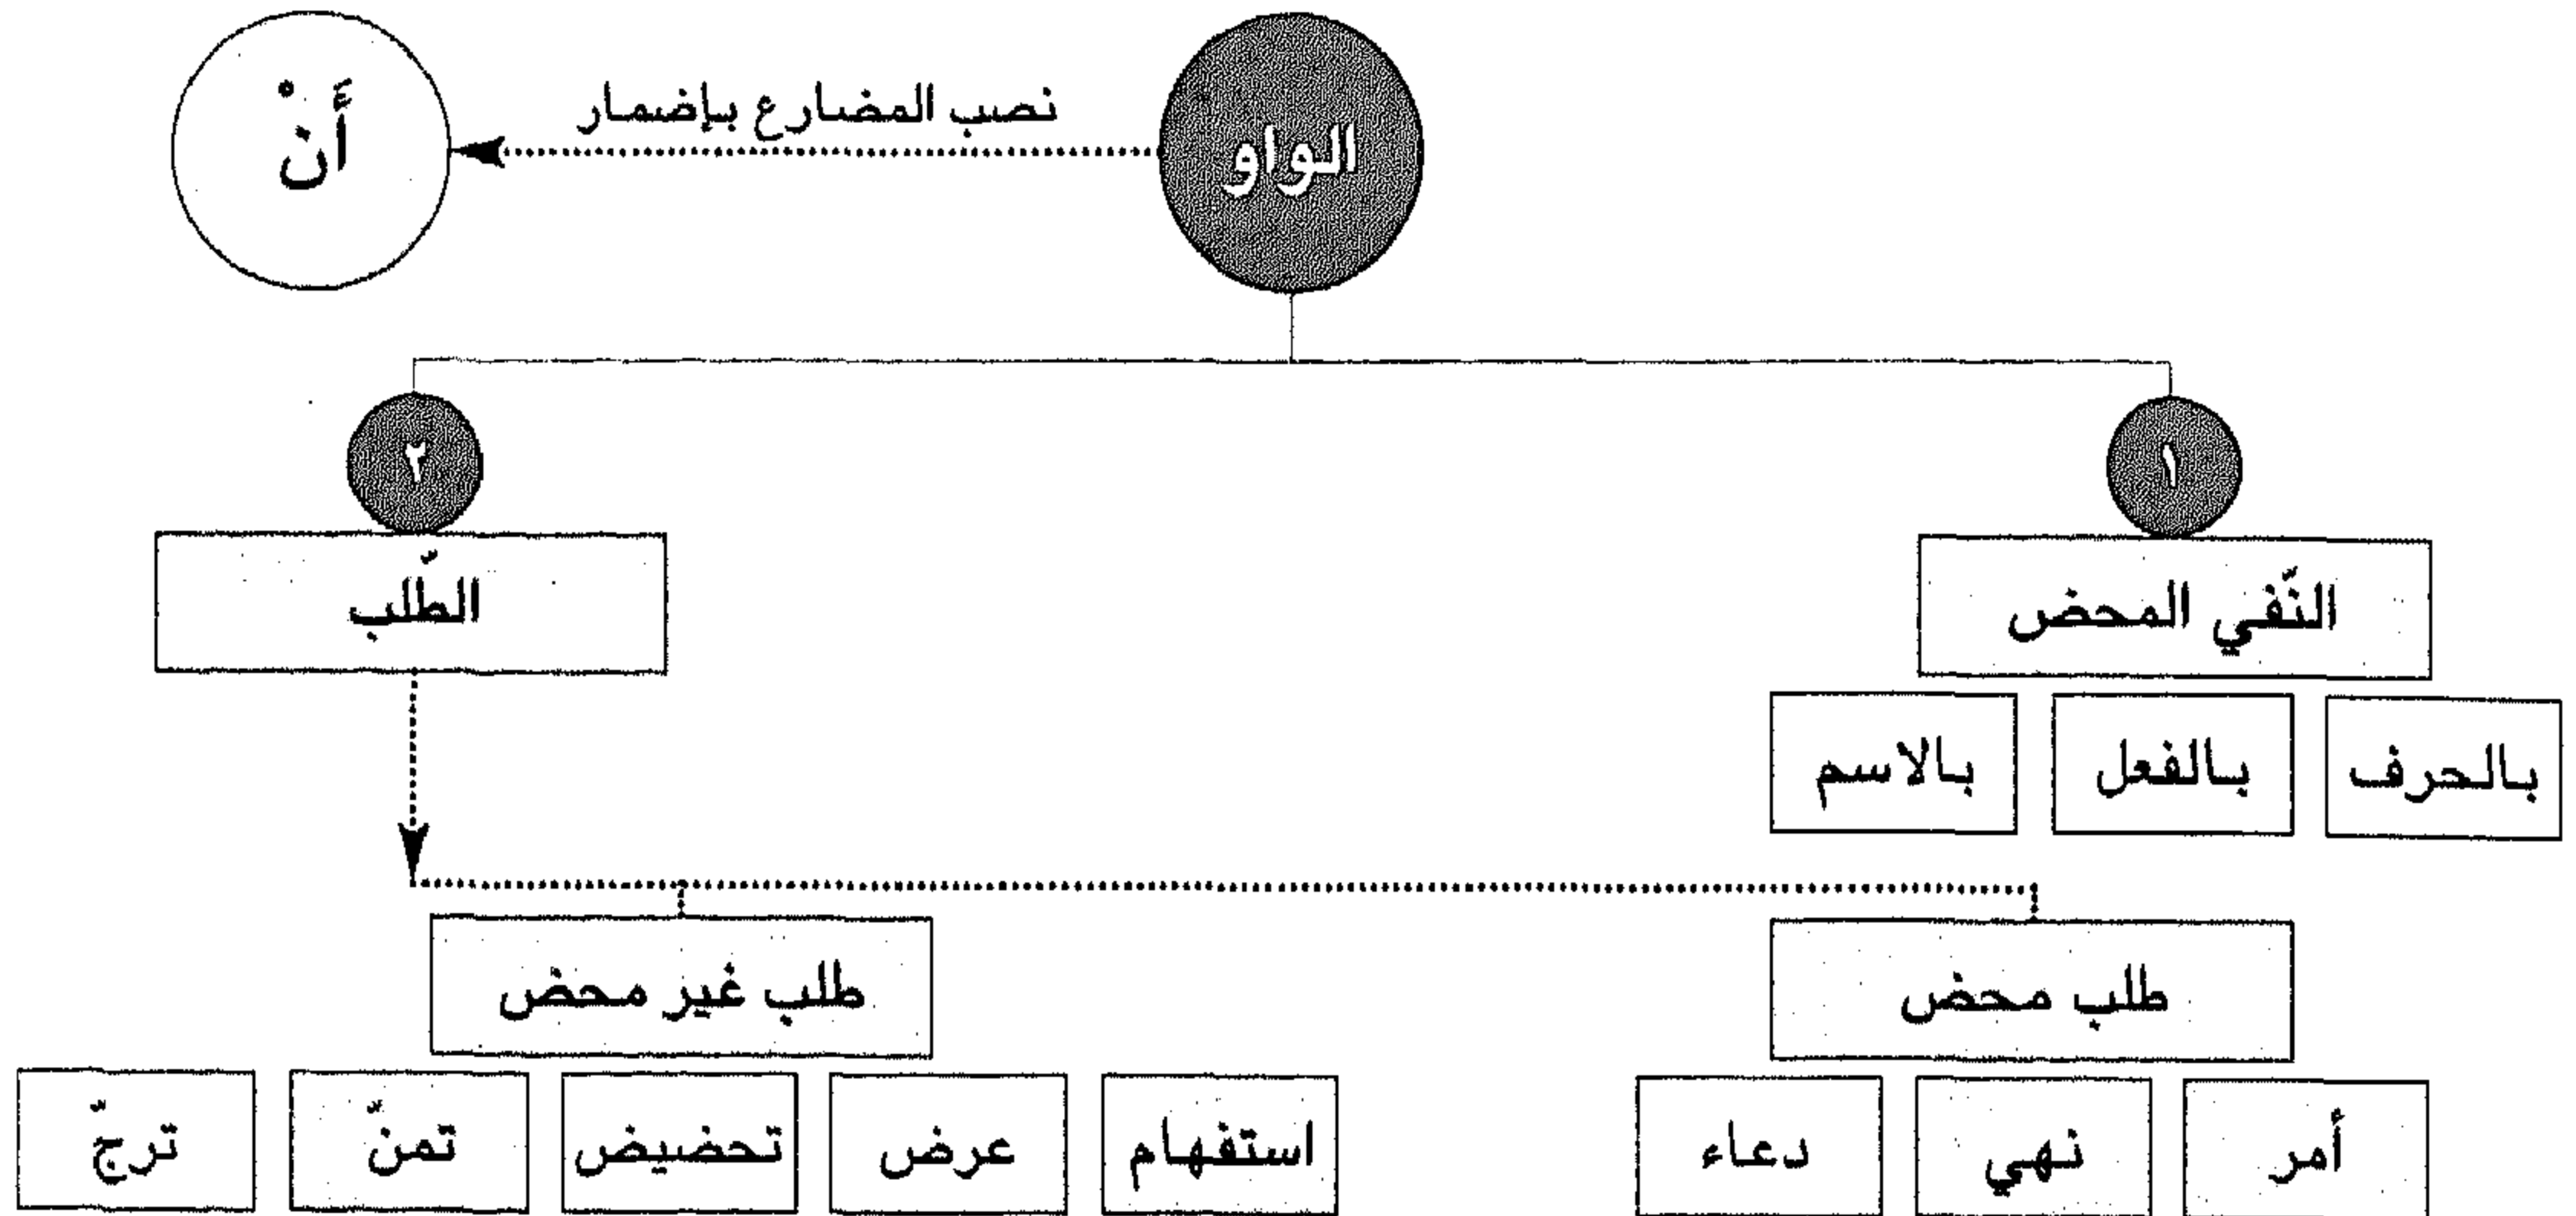 الواو
نصب المضارع بإضمار
أَنْ
١
النّفي المحض
بالحرف
بالفعل
بالاسم
٢
الطّلب
طلب محض
أمر
نهي
دعاء
طلب غير محض
استفهام
عرض
تحضيض
تمنّ
ترجّ